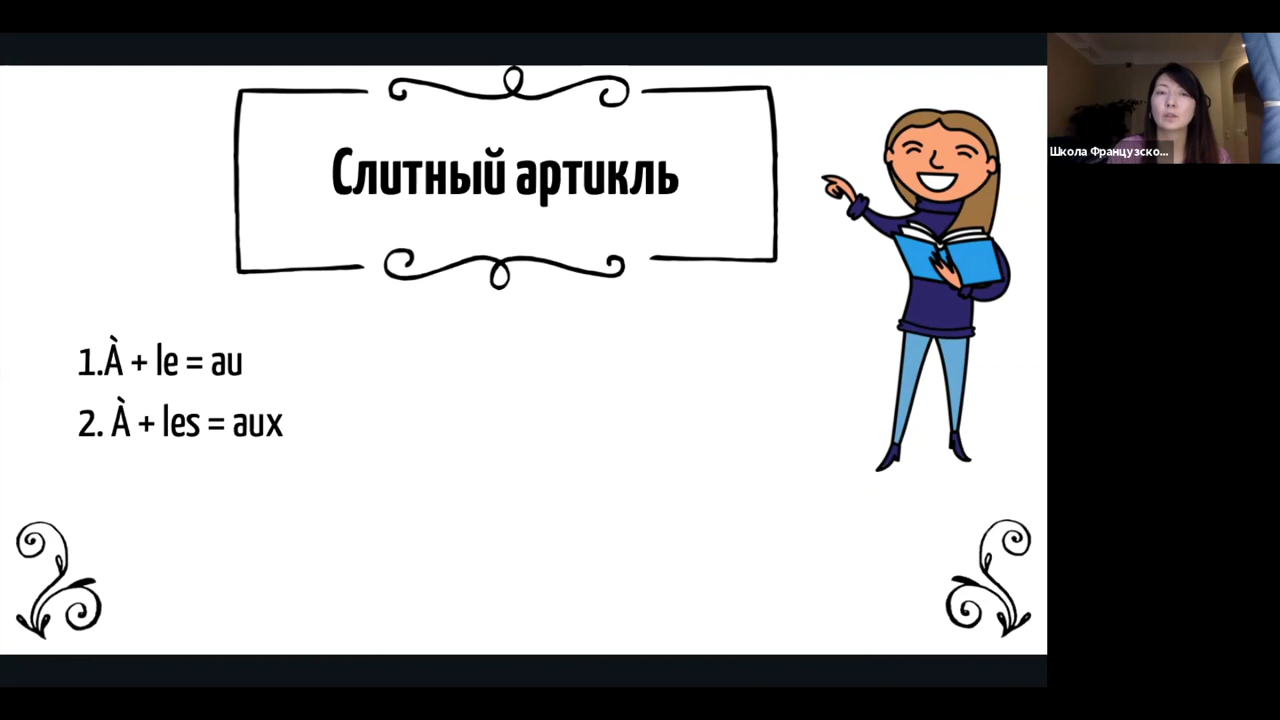 Слитный артикль
1.À + le = au
2. À + les = aux
Школа Французско...